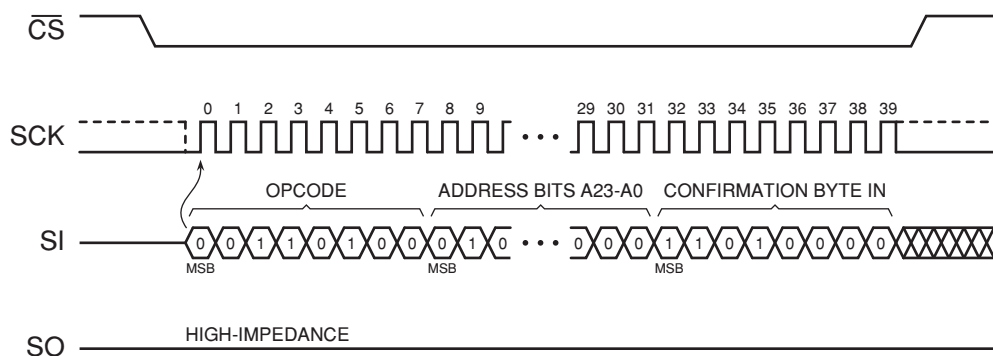 CS
0 1 2 3 4 5 6 7 8 9 29 30 31 32 33 34 35 36 37 38 39
SCK
OPCODE ADDRESS BITS A23-A0 CONFIRMATION BYTE IN
SI 0 0 1 1 0 1 0 0 0 1 0 0 0 0 1 1 0 1 0 0 0 0
MSB MSB MSB
HIGH-IMPEDANCE
SO